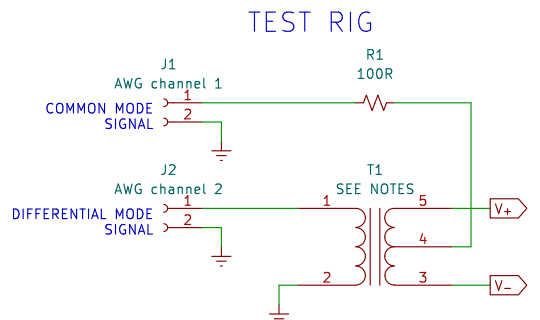 TEST RIG
J1
AWG channel 1
COMMON MODE
SIGNAL
1
2
R1
100R
J2
AWG channel 2
DIFFERENTIAL MODE
SIGNAL
1
2
T1
SEE NOTES
1
2
5
4
3
V+
V-